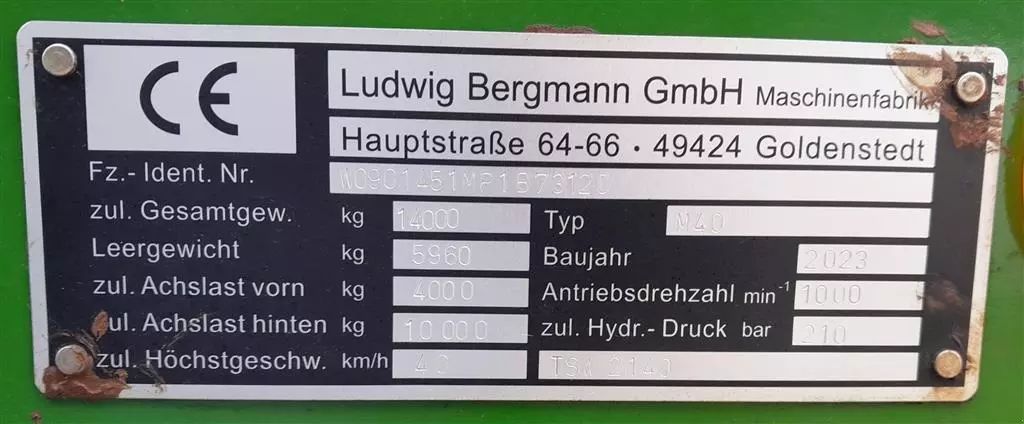 CE
Ludwig Bergmann GmbH Maschinenfabrik
Hauptstraße 64-66 · 49424 Goldenstedt
Fz.- Ident. Nr.
zul. Gesamtgew. kg 14000 Typ M40
Leergewicht kg 5960 Baujahr 2023
zul. Achslast vorn kg 4000 Antriebsdrehzahl min⁻¹ 1000
zul. Achslast hinten kg 10 000 zul. Hydr.- Druck bar 210
zul. Höchstgeschw. km/h 40 TSW 2140